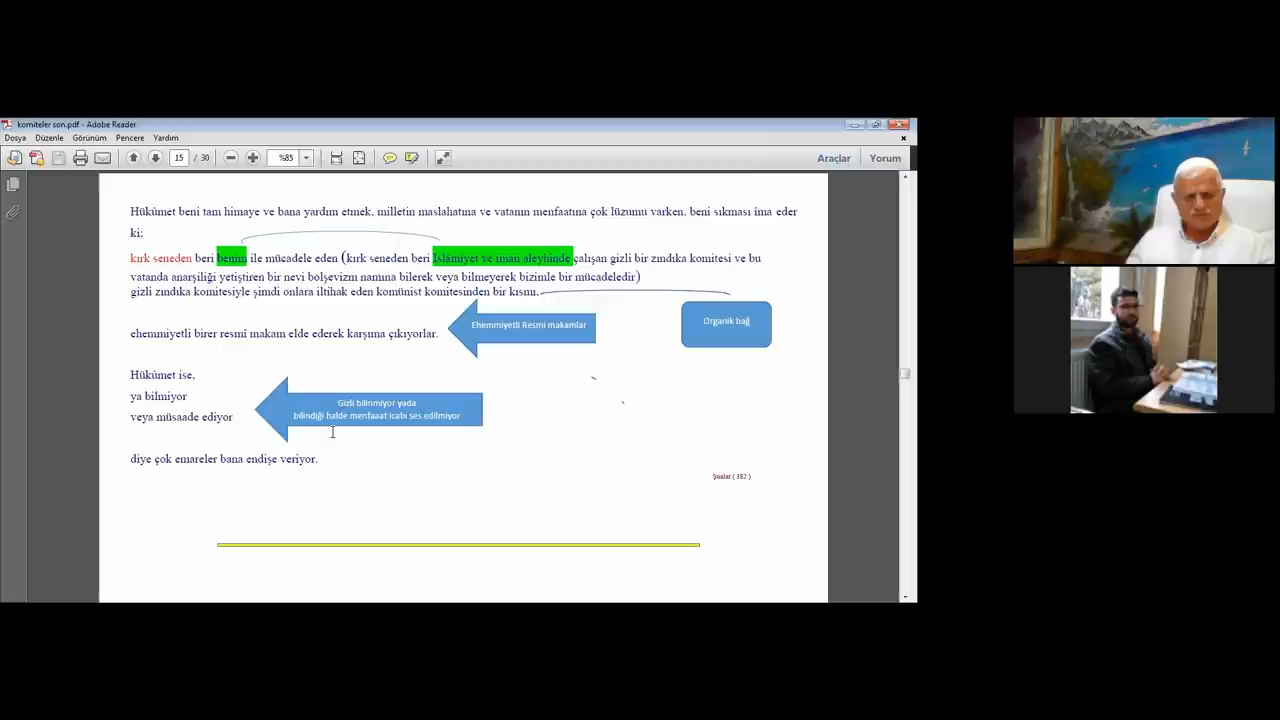 komiteler son.pdf - Adobe Reader
Dosya Düzenle Görünüm Pencere Yardım
15 / 30 %85 Araçlar Yorum
Hükûmet beni tam himaye ve bana yardım etmek, milletin maslahatına ve vatanın menfaatına çok lüzumu varken, beni sıkması îma eder
ki;
kırk seneden beri benim ile mücadele eden (kırk seneden beri İslâmiyet ve iman aleyhinde çalışan gizli bir zındıka komitesi ve bu
vatanda anarşiliği yetiştiren bir nevi bolşevizm namına bilerek veya bilmeyerek bizimle bir mücadeledir)
gizli zındıka komitesiyle şimdi onlara iltihak eden komünist komitesinden bir kısmı,
Organik bağ
ehemmiyetli birer resmî makam elde ederek karşıma çıkıyorlar.
Ehemmiyetli Resmi makamlar
Hükûmet ise,
ya bilmiyor
veya müsaade ediyor
Gizli bilinmiyor yada
bilindiği halde menfaaat icabı ses edilmiyor
diye çok emareler bana endişe veriyor.
Şualar ( 382 )